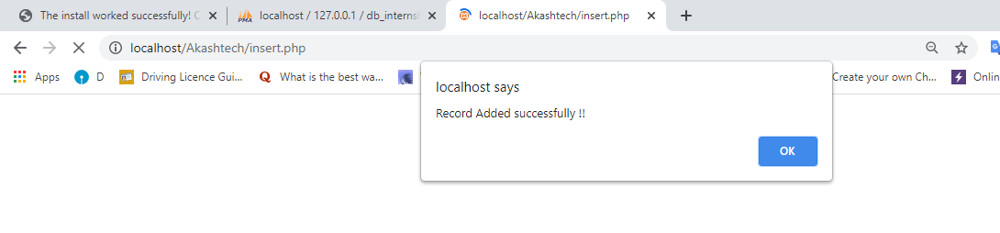 The install worked successfully! C
PMA localhost / 127.0.0.1 / db_interns
localhost/Akashtech/insert.php
localhost/Akashtech/insert.php
Apps D Driving Licence Gui... Q What is the best wa... Create your own Ch... Onlin
localhost says
Record Added successfully !!
OK